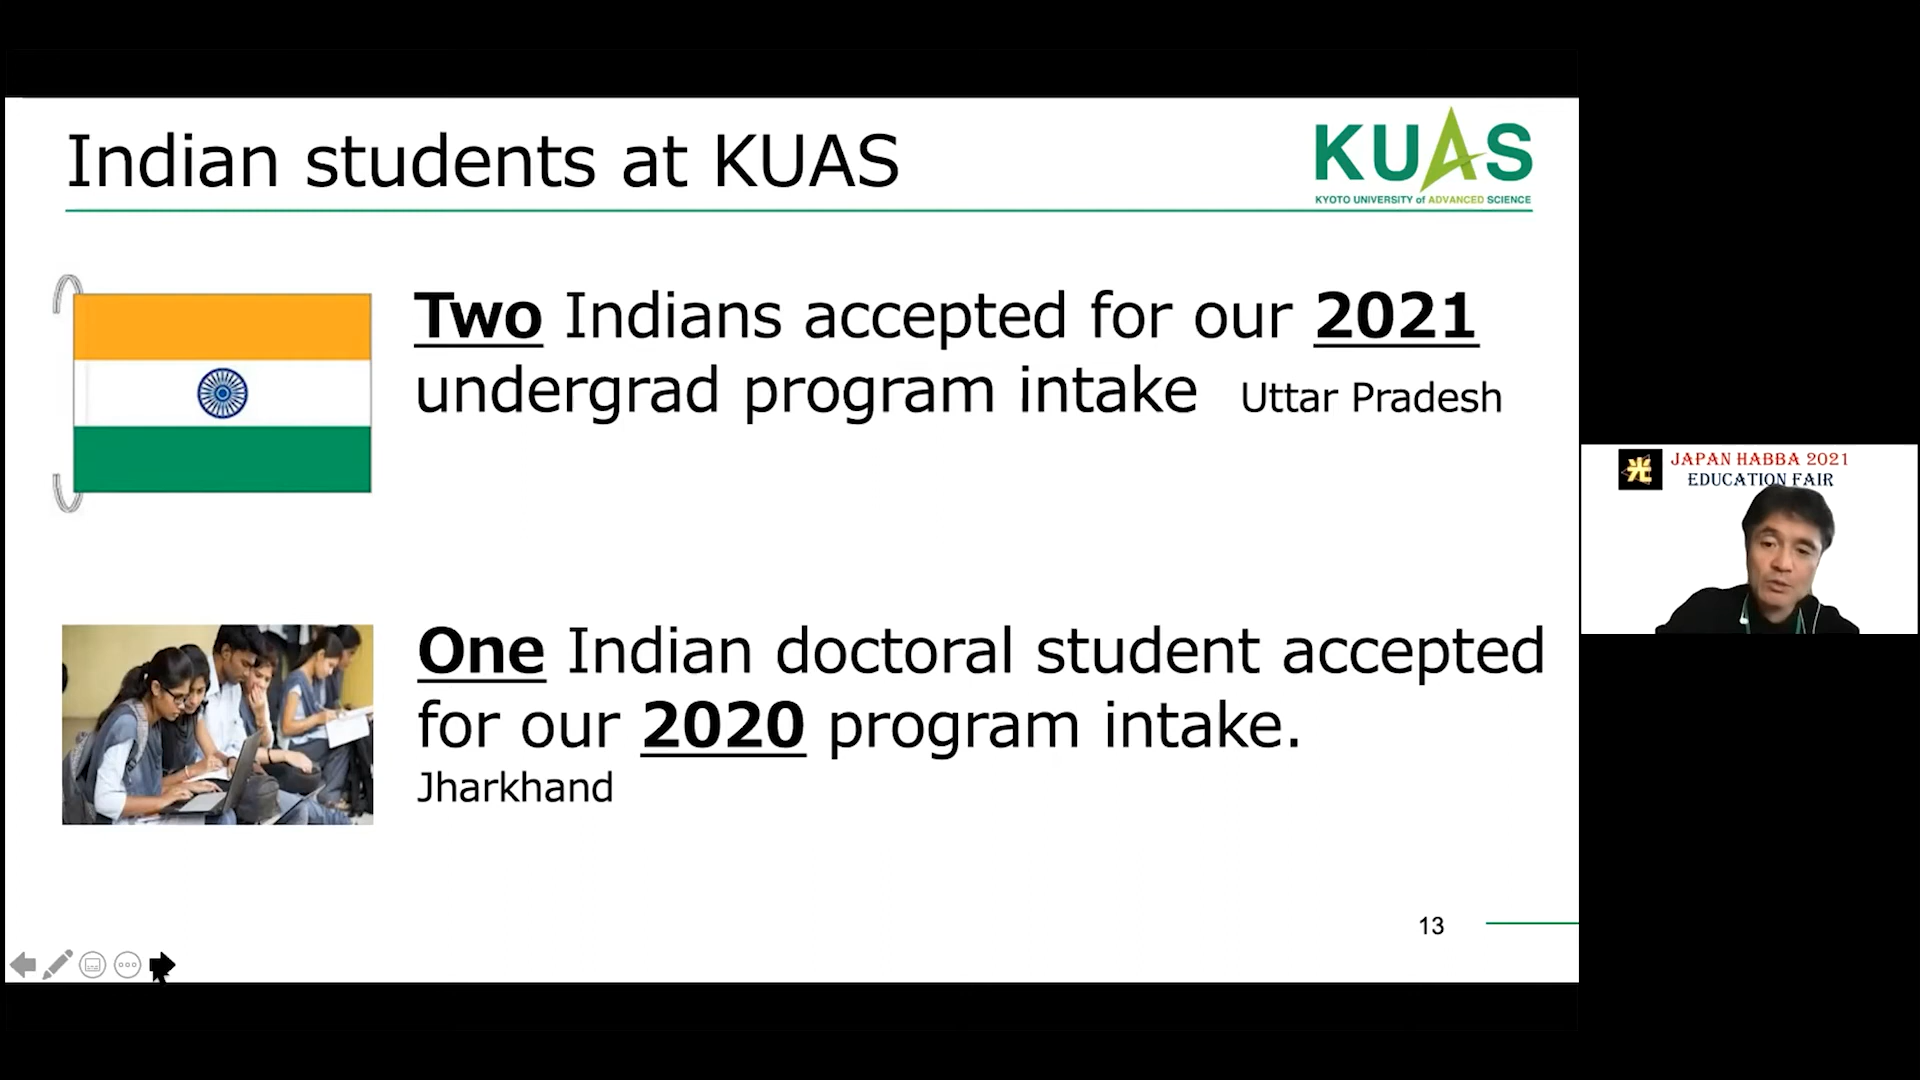 Indian students at KUAS
KUAS
KYOTO UNIVERSITY of ADVANCED SCIENCE
Two Indians accepted for our 2021
undergrad program intake Uttar Pradesh
One Indian doctoral student accepted
for our 2020 program intake.
Jharkhand
13
光
JAPAN HABBA 2021
EDUCATION FAIR